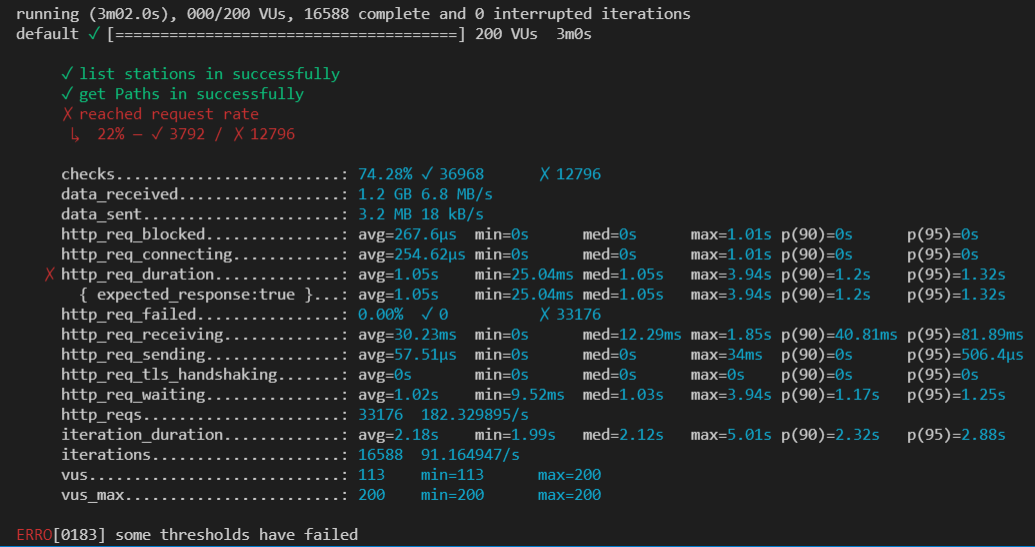 running (3m02.0s), 000/200 VUs, 16588 complete and 0 interrupted iterations
default ✓ [======================================] 200 VUs  3m0s
✓ list stations in successfully
✓ get Paths in successfully
✗ reached request rate
↳  22% — ✓ 3792 / ✗ 12796
checks.........................: 74.28% ✓ 36968      ✗ 12796
data_received..................: 1.2 GB 6.8 MB/s
data_sent......................: 3.2 MB 18 kB/s
http_req_blocked...............: avg=267.6µs  min=0s      med=0s      max=1.01s p(90)=0s      p(95)=0s
http_req_connecting............: avg=254.62µs min=0s      med=0s      max=1.01s p(90)=0s      p(95)=0s
✗ http_req_duration..............: avg=1.05s    min=25.04ms med=1.05s   max=3.94s p(90)=1.2s    p(95)=1.32s
{ expected_response:true }...: avg=1.05s    min=25.04ms med=1.05s   max=3.94s p(90)=1.2s    p(95)=1.32s
http_req_failed................: 0.00%  ✓ 0          ✗ 33176
http_req_receiving.............: avg=30.23ms  min=0s      med=12.29ms max=1.85s p(90)=40.81ms p(95)=81.89ms
http_req_sending...............: avg=57.51µs  min=0s      med=0s      max=34ms  p(90)=0s      p(95)=506.4µs
http_req_tls_handshaking.......: avg=0s       min=0s      med=0s      max=0s    p(90)=0s      p(95)=0s
http_req_waiting...............: avg=1.02s    min=9.52ms  med=1.03s   max=3.94s p(90)=1.17s   p(95)=1.25s
http_reqs......................: 33176  182.329895/s
iteration_duration.............: avg=2.18s    min=1.99s   med=2.12s   max=5.01s p(90)=2.32s   p(95)=2.88s
iterations.....................: 16588  91.164947/s
vus............................: 113    min=113      max=200
vus_max........................: 200    min=200      max=200
ERRO[0183] some thresholds have failed